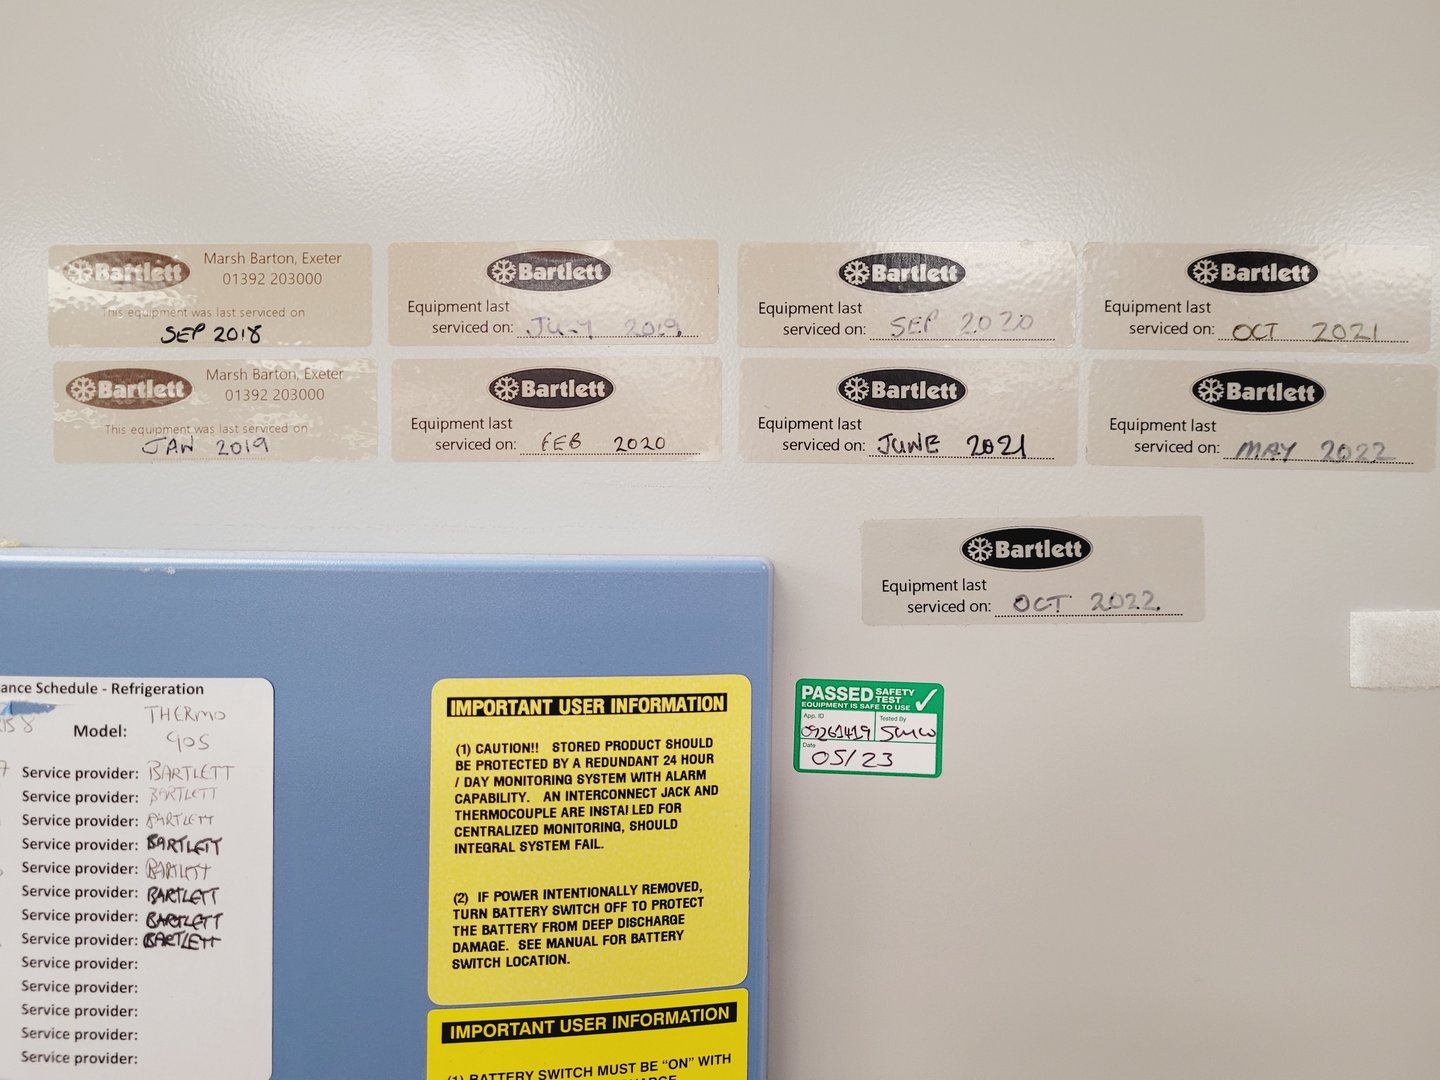 Bartlett
Marsh Barton, Exeter
01392 203000
This equipment was last serviced on
SEP 2018
Bartlett
Equipment last
serviced on: JULY 2019
Bartlett
Equipment last
serviced on: SEP 2020
Bartlett
Equipment last
serviced on: OCT 2021
Bartlett
Marsh Barton, Exeter
01392 203000
This equipment was last serviced on
JAN 2019
Bartlett
Equipment last
serviced on: FEB 2020
Bartlett
Equipment last
serviced on: JUNE 2021
Bartlett
Equipment last
serviced on: MAY 2022
Bartlett
Equipment last
serviced on: OCT 2022
ance Schedule - Refrigeration
Model: THERMO
90S
Service provider: BARTLETT
Service provider: BARTLETT
Service provider: BARTLETT
Service provider: BARTLETT
Service provider: BARTLETT
Service provider: BARTLETT
Service provider: BARTLETT
Service provider: BARTLETT
Service provider:
Service provider:
Service provider:
Service provider:
Service provider:
IMPORTANT USER INFORMATION
(1) CAUTION!! STORED PRODUCT SHOULD
BE PROTECTED BY A REDUNDANT 24 HOUR
/ DAY MONITORING SYSTEM WITH ALARM
CAPABILITY. AN INTERCONNECT JACK AND
THERMOCOUPLE ARE INSTALLED FOR
CENTRALIZED MONITORING, SHOULD
INTEGRAL SYSTEM FAIL.
(2) IF POWER INTENTIONALLY REMOVED,
TURN BATTERY SWITCH OFF TO PROTECT
THE BATTERY FROM DEEP DISCHARGE
DAMAGE. SEE MANUAL FOR BATTERY
SWITCH LOCATION.
IMPORTANT USER INFORMATION
(1) BATTERY SWITCH MUST BE "ON" WITH
PASSED SAFETY TEST
EQUIPMENT IS SAFE TO USE
App. ID
09261419
Tested By
Date
05/23